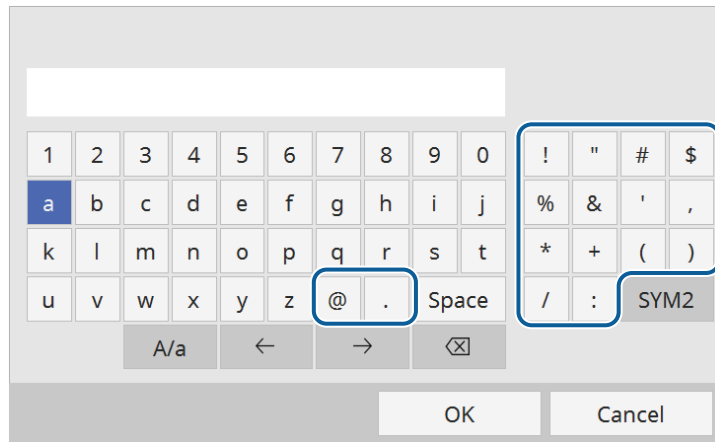 1 2 3 4 5 6 7 8 9 0 ! " # $
a b c d e f g h i j % & ' ,
k l m n o p q r s t * + ( )
u v w x y z @ . Space / : SYM2
A/a ← →
OK Cancel